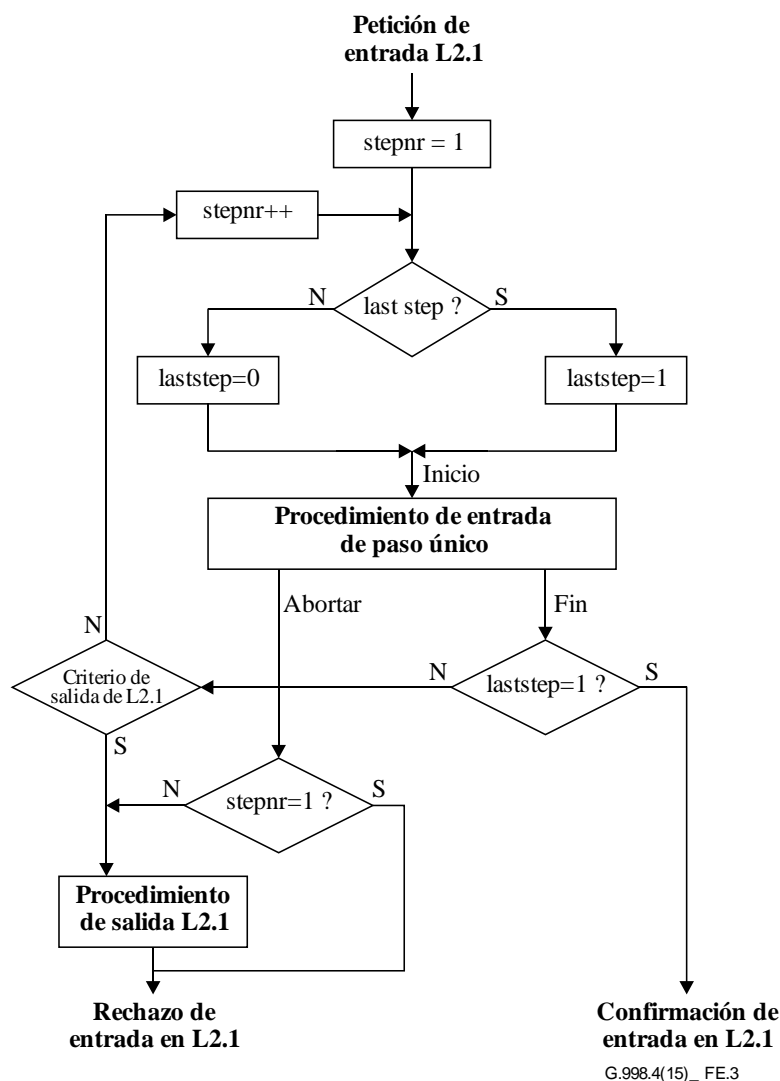 Petición de
entrada L2.1
stepnr = 1
stepnr++
last step ?
N
S
laststep=0
laststep=1
Inicio
Procedimiento de entrada
de paso único
Abortar
Fin
N
Criterio de
salida de L2.1
S
N
laststep=1 ?
S
N
stepnr=1 ?
S
Procedimiento
de salida L2.1
Rechazo de
entrada en L2.1
Confirmación de
entrada en L2.1
G.998.4(15)_ FE.3